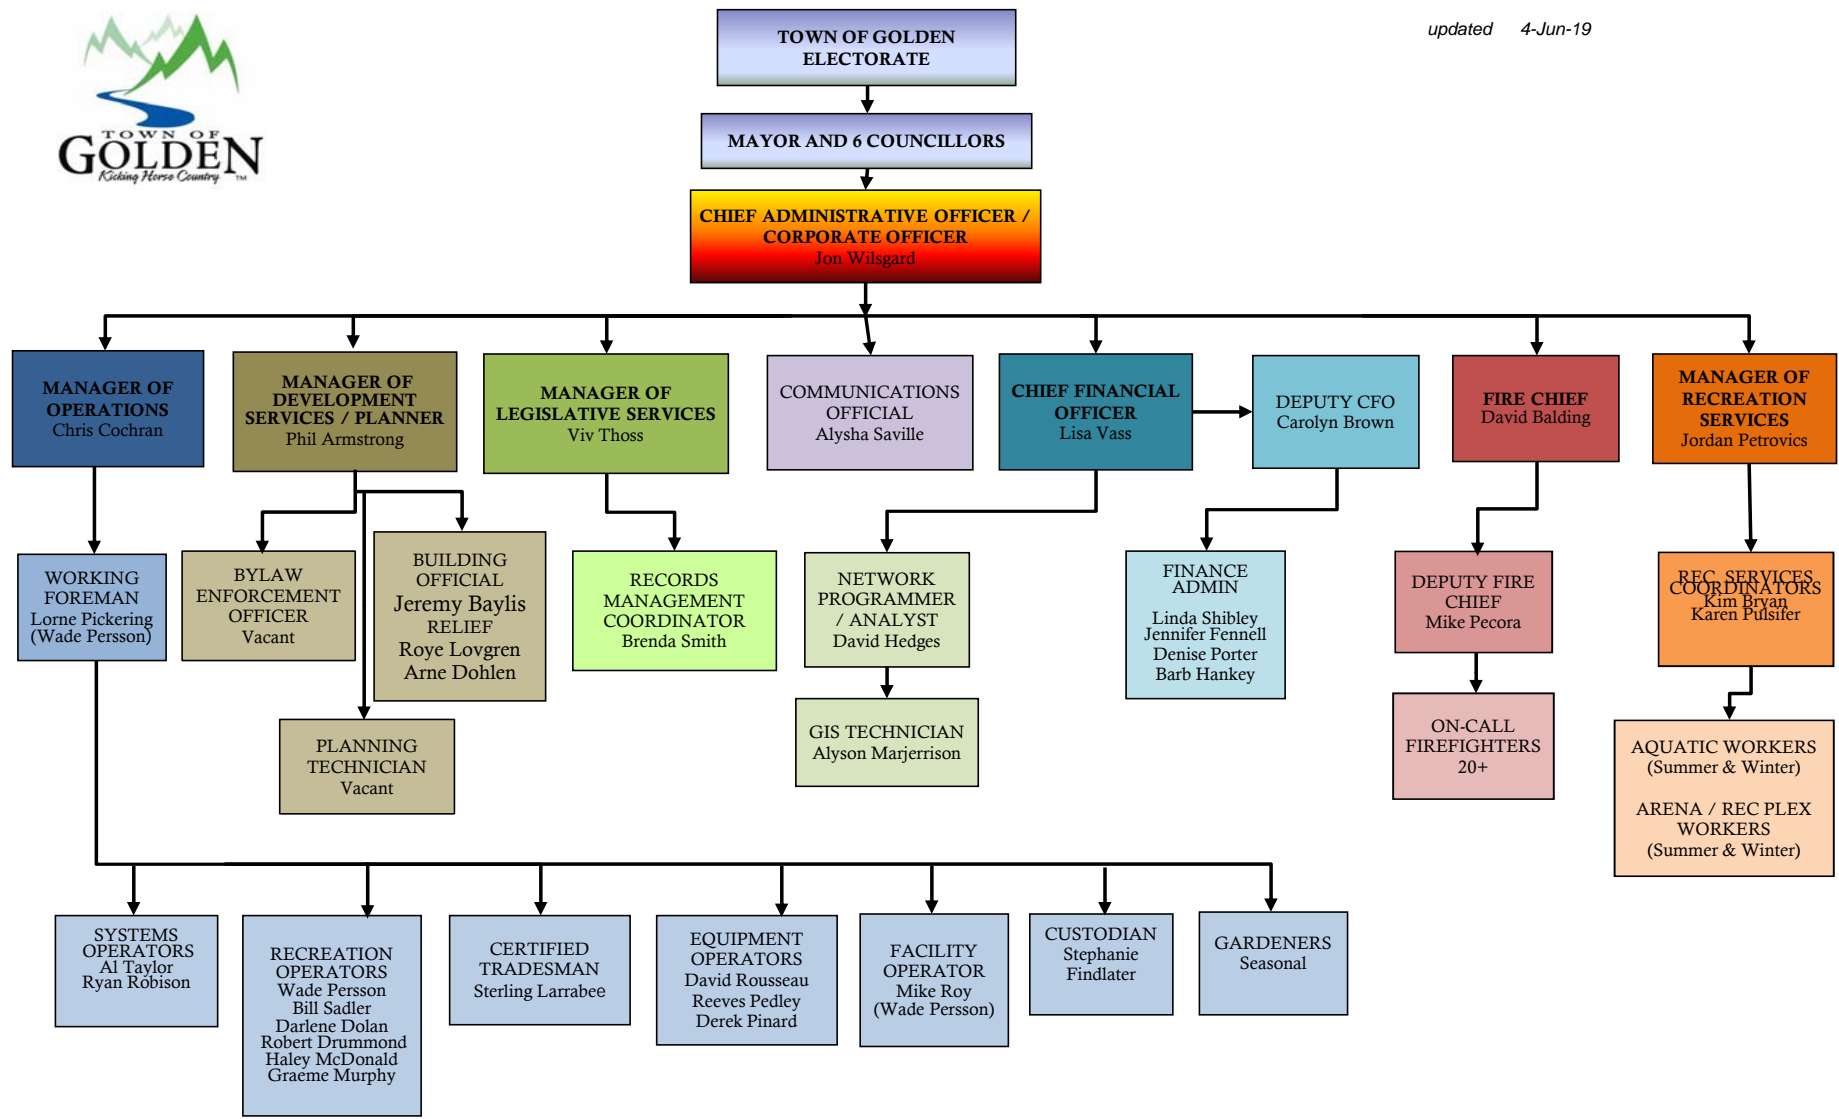 updated 4-Jun-19
TOWN OF
GOLDEN
Kicking Horse Country
TM
TOWN OF GOLDEN
ELECTORATE
MAYOR AND 6 COUNCILLORS
CHIEF ADMINISTRATIVE OFFICER /
CORPORATE OFFICER
Jon Wilsgard
MANAGER OF
OPERATIONS
Chris Cochran
MANAGER OF
DEVELOPMENT
SERVICES / PLANNER
Phil Armstrong
MANAGER OF
LEGISLATIVE SERVICES
Viv Thoss
COMMUNICATIONS
OFFICIAL
Alysha Saville
CHIEF FINANCIAL
OFFICER
Lisa Vass
DEPUTY CFO
Carolyn Brown
FIRE CHIEF
David Balding
MANAGER OF
RECREATION
SERVICES
Jordan Petrovics
WORKING
FOREMAN
Lorne Pickering
(Wade Persson)
BYLAW
ENFORCEMENT
OFFICER
Vacant
BUILDING
OFFICIAL
Jeremy Baylis
RELIEF
Roye Lovgren
Arne Dohlen
RECORDS
MANAGEMENT
COORDINATOR
Brenda Smith
NETWORK
PROGRAMMER
/ ANALYST
David Hedges
FINANCE
ADMIN
Linda Shibley
Jennifer Fennell
Denise Porter
Barb Hankey
DEPUTY FIRE
CHIEF
Mike Pecora
REC. SERVICES
COORDINATORS
Kim Bryan
Karen Pulsifer
PLANNING
TECHNICIAN
Vacant
GIS TECHNICIAN
Alyson Marjerrison
ON-CALL
FIREFIGHTERS
20+
AQUATIC WORKERS
(Summer & Winter)
ARENA / REC PLEX
WORKERS
(Summer & Winter)
SYSTEMS
OPERATORS
Al Taylor
Ryan Robison
RECREATION
OPERATORS
Wade Persson
Bill Sadler
Darlene Dolan
Robert Drummond
Haley McDonald
Graeme Murphy
CERTIFIED
TRADESMAN
Sterling Larrabee
EQUIPMENT
OPERATORS
David Rousseau
Reeves Pedley
Derek Pinard
FACILITY
OPERATOR
Mike Roy
(Wade Persson)
CUSTODIAN
Stephanie
Findlater
GARDENERS
Seasonal